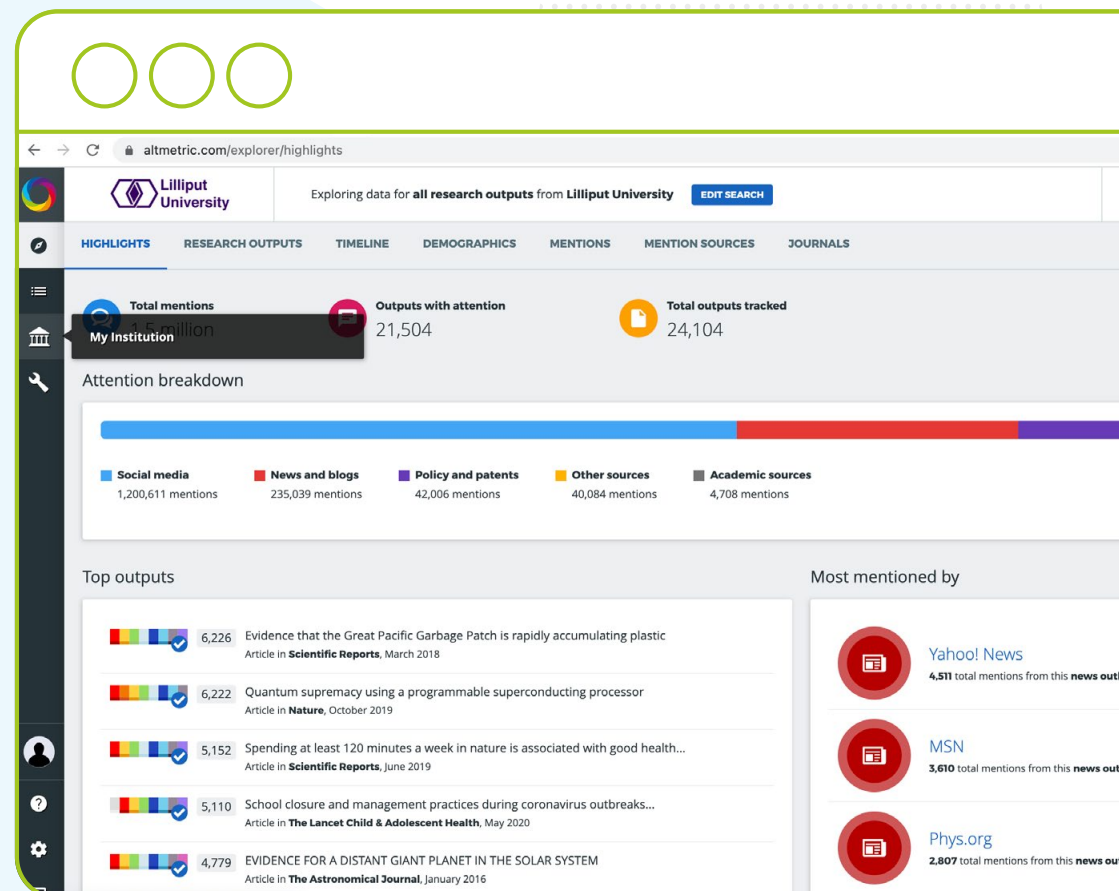 altmetric.com/explorer/highlights
Lilliput
University
Exploring data for all research outputs from Lilliput University
EDIT SEARCH
HIGHLIGHTS RESEARCH OUTPUTS TIMELINE DEMOGRAPHICS MENTIONS MENTION SOURCES JOURNALS
Total mentions
1.5 million
Outputs with attention
21,504
Total outputs tracked
24,104
My Institution
Attention breakdown
Social media
1,200,611 mentions
News and blogs
235,039 mentions
Policy and patents
42,006 mentions
Other sources
40,084 mentions
Academic sources
4,708 mentions
Top outputs
6,226 Evidence that the Great Pacific Garbage Patch is rapidly accumulating plastic
Article in Scientific Reports, March 2018
6,222 Quantum supremacy using a programmable superconducting processor
Article in Nature, October 2019
5,152 Spending at least 120 minutes a week in nature is associated with good health...
Article in Scientific Reports, June 2019
5,110 School closure and management practices during coronavirus outbreaks...
Article in The Lancet Child & Adolescent Health, May 2020
4,779 EVIDENCE FOR A DISTANT GIANT PLANET IN THE SOLAR SYSTEM
Article in The Astronomical Journal, January 2016
Most mentioned by
Yahoo! News
4,511 total mentions from this news
MSN
3,610 total mentions from this news
Phys.org
2,807 total mentions from this news